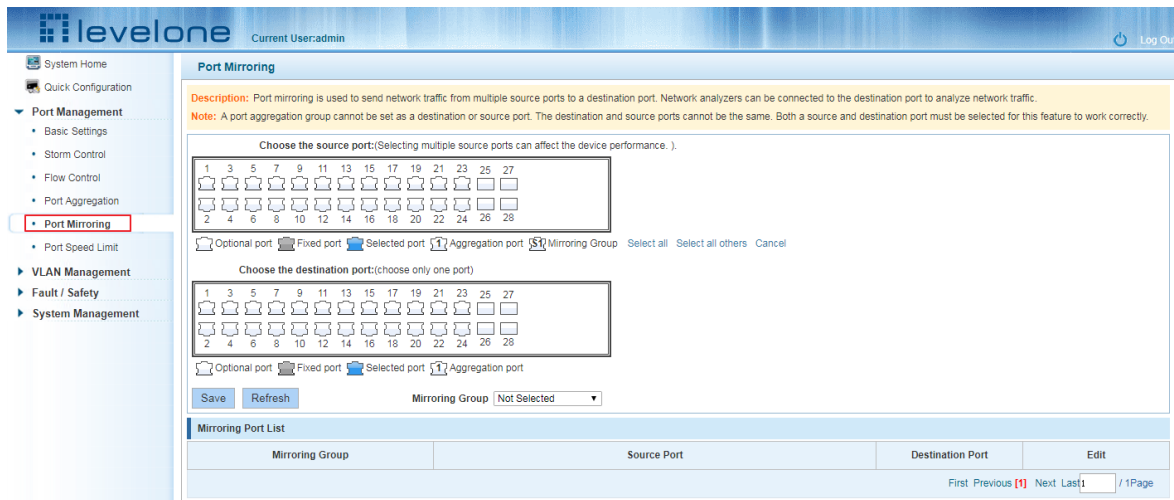 levelone
Current User:admin
Log Ou
System Home
Quick Configuration
Port Management
Basic Settings
Storm Control
Flow Control
Port Aggregation
Port Mirroring
Port Speed Limit
VLAN Management
Fault / Safety
System Management
Port Mirroring
Description: Port mirroring is used to send network traffic from multiple source ports to a destination port. Network analyzers can be connected to the destination port to analyze network traffic.
Note: A port aggregation group cannot be set as a destination or source port. The destination and source ports cannot be the same. Both a source and destination port must be selected for this feature to work correctly.
Choose the source port:(Selecting multiple source ports can affect the device performance. ).
1 3 5 7 9 11 13 15 17 19 21 23 25 27
2 4 6 8 10 12 14 16 18 20 22 24 26 28
Optional port Fixed port Selected port 1 Aggregation port S1 Mirroring Group Select all Select all others Cancel
Choose the destination port:(choose only one port)
1 3 5 7 9 11 13 15 17 19 21 23 25 27
2 4 6 8 10 12 14 16 18 20 22 24 26 28
Optional port Fixed port Selected port 1 Aggregation port
Save Refresh Mirroring Group Not Selected
Mirroring Port List
Mirroring Group Source Port Destination Port Edit
First Previous [1] Next Last 1 / 1Page